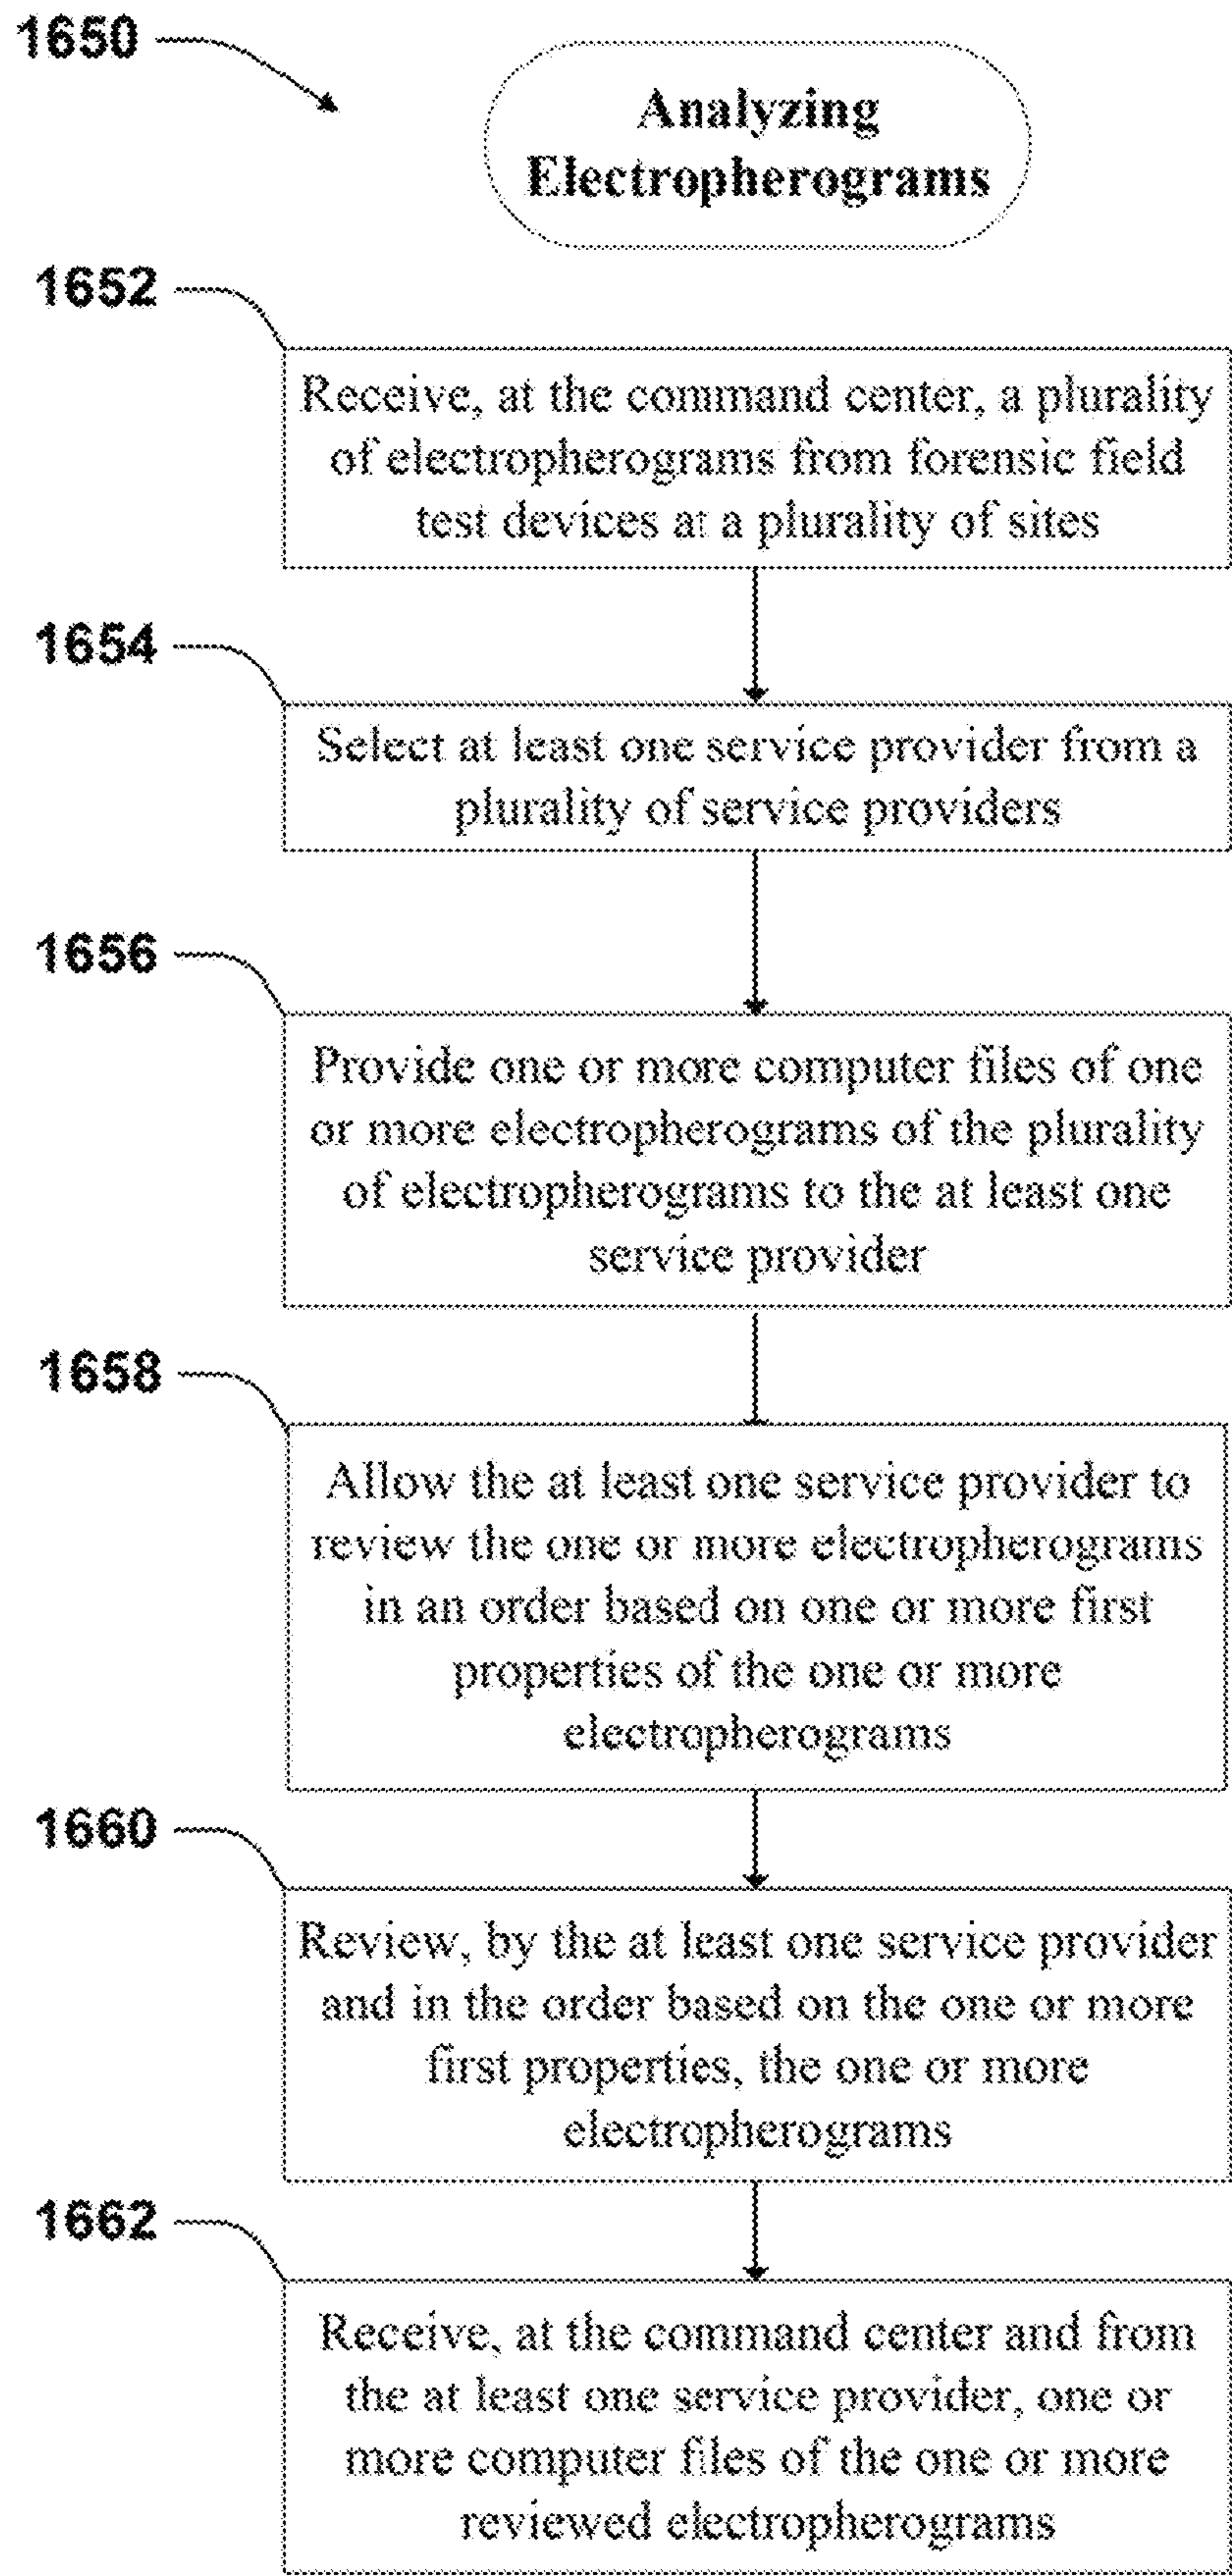 1650
Analyzing
Electropherograms
1652
Receive, at the command center, a plurality
of electropherograms from forensic field
test devices at a plurality of sites
1654
Select at least one service provider from a
plurality of service providers
1656
Provide one or more computer files of one
or more electropherograms of the plurality
of electropherograms to the at least one
service provider
1658
Allow the at least one service provider to
review the one or more electropherograms
in an order based on one or more first
properties of the one or more
electropherograms
1660
Review, by the at least one service provider
and in the order based on the one or more
first properties, the one or more
electropherograms
1662
Receive, at the command center and from
the at least one service provider, one or
more computer files of the one or more
reviewed electropherograms